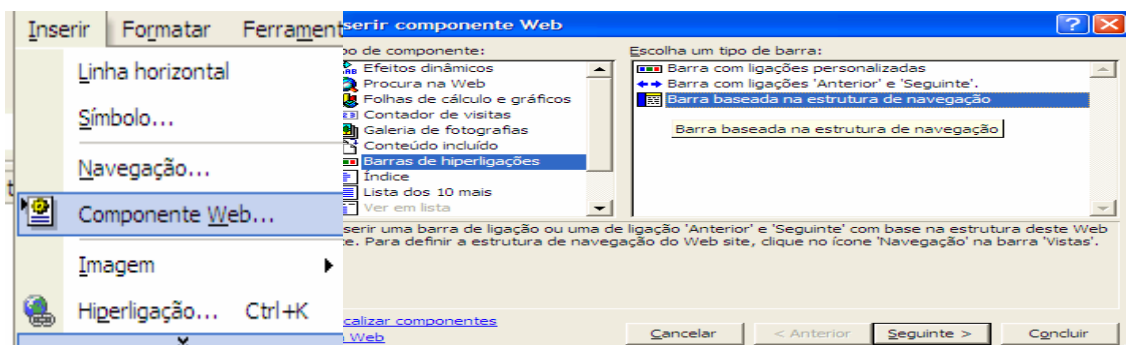 Inserir Formatar Ferrament
Linha horizontal
Símbolo...
Navegação...
Componente Web...
Imagem
Hiperligação... Ctrl+K
serir componente Web
oo de componente:
Efeitos dinâmicos
Procura na Web
Folhas de cálculo e gráficos
Contador de visitas
Galeria de fotografias
Conteúdo incluído
Barras de hiperligações
Índice
Lista dos 10 mais
Ver em lista
Escolha um tipo de barra:
Barra com ligações personalizadas
Barra com ligações 'Anterior' e 'Seguinte'.
Barra baseada na estrutura de navegação
Barra baseada na estrutura de navegação
serir uma barra de ligação ou uma de ligação 'Anterior' e 'Seguinte' com base na estrutura deste Web
te. Para definir a estrutura de navegação do Web site, clique no ícone 'Navegação' na barra 'Vistas'.
calizar componentes
Web
Cancelar < Anterior Seguinte > Concluir